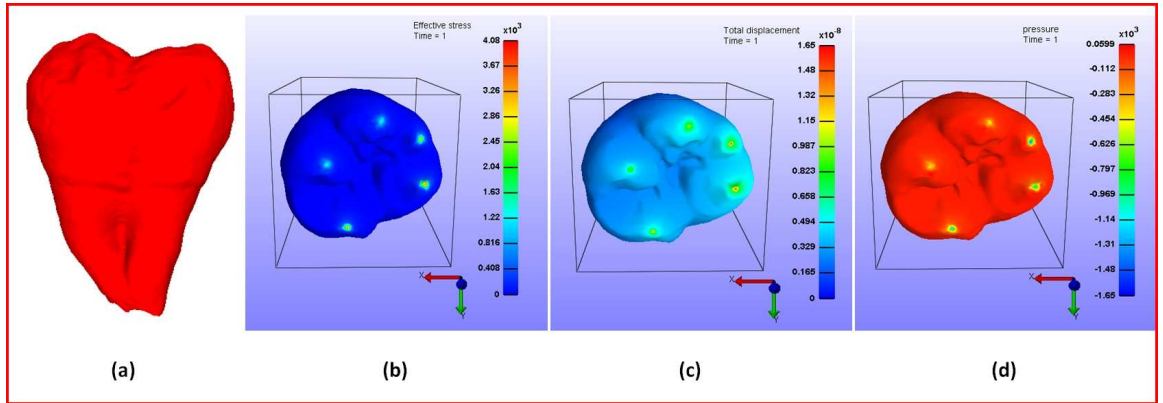 Effective stress
Time = 1
x10³
4.08
3.67
3.26
2.86
2.45
2.04
1.63
1.22
0.816
0.408
0
X
Y
Total displacement
Time = 1
x10⁻⁸
1.65
1.48
1.32
1.15
0.988
0.823
0.658
0.494
0.329
0.165
0
X
Y
pressure
Time = 1
x10³
0.0599
-0.112
-0.283
-0.454
-0.626
-0.797
-0.969
-1.14
-1.31
-1.48
-1.65
X
Y
(a)
(b)
(c)
(d)